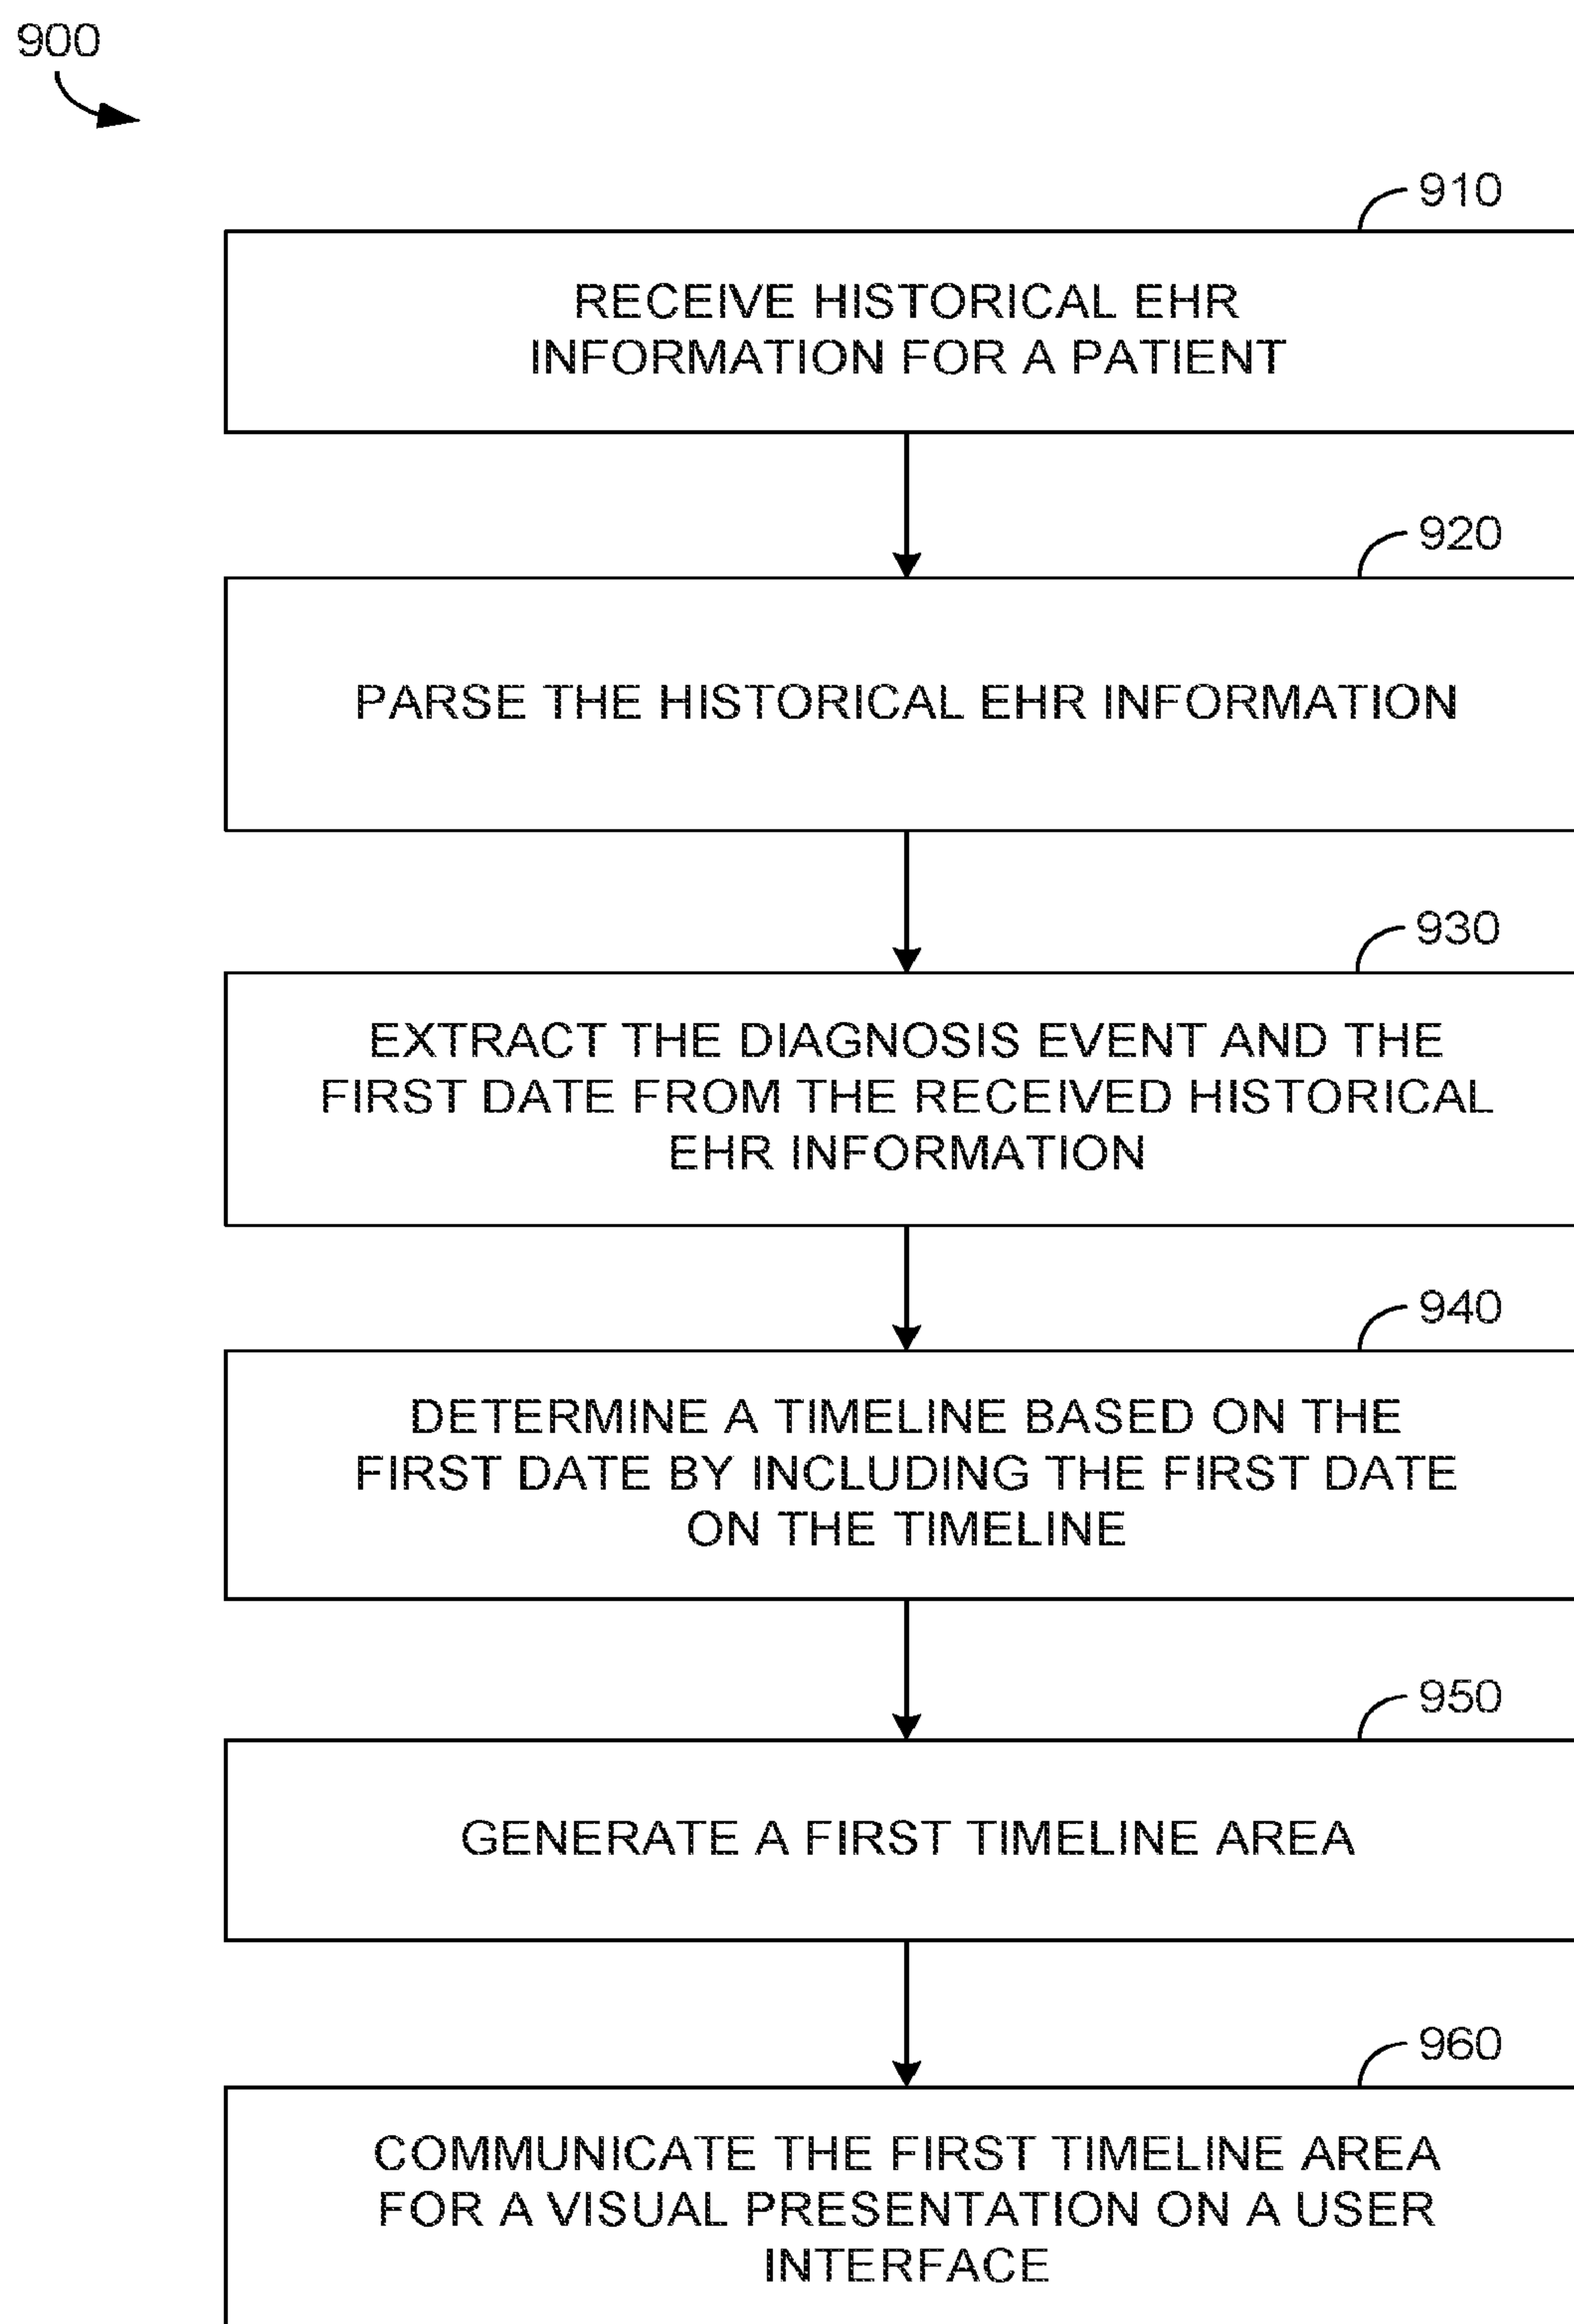 900
910
RECEIVE HISTORICAL EHR
INFORMATION FOR A PATIENT
920
PARSE THE HISTORICAL EHR INFORMATION
930
EXTRACT THE DIAGNOSIS EVENT AND THE
FIRST DATE FROM THE RECEIVED HISTORICAL
EHR INFORMATION
940
DETERMINE A TIMELINE BASED ON THE
FIRST DATE BY INCLUDING THE FIRST DATE
ON THE TIMELINE
950
GENERATE A FIRST TIMELINE AREA
960
COMMUNICATE THE FIRST TIMELINE AREA
FOR A VISUAL PRESENTATION ON A USER
INTERFACE